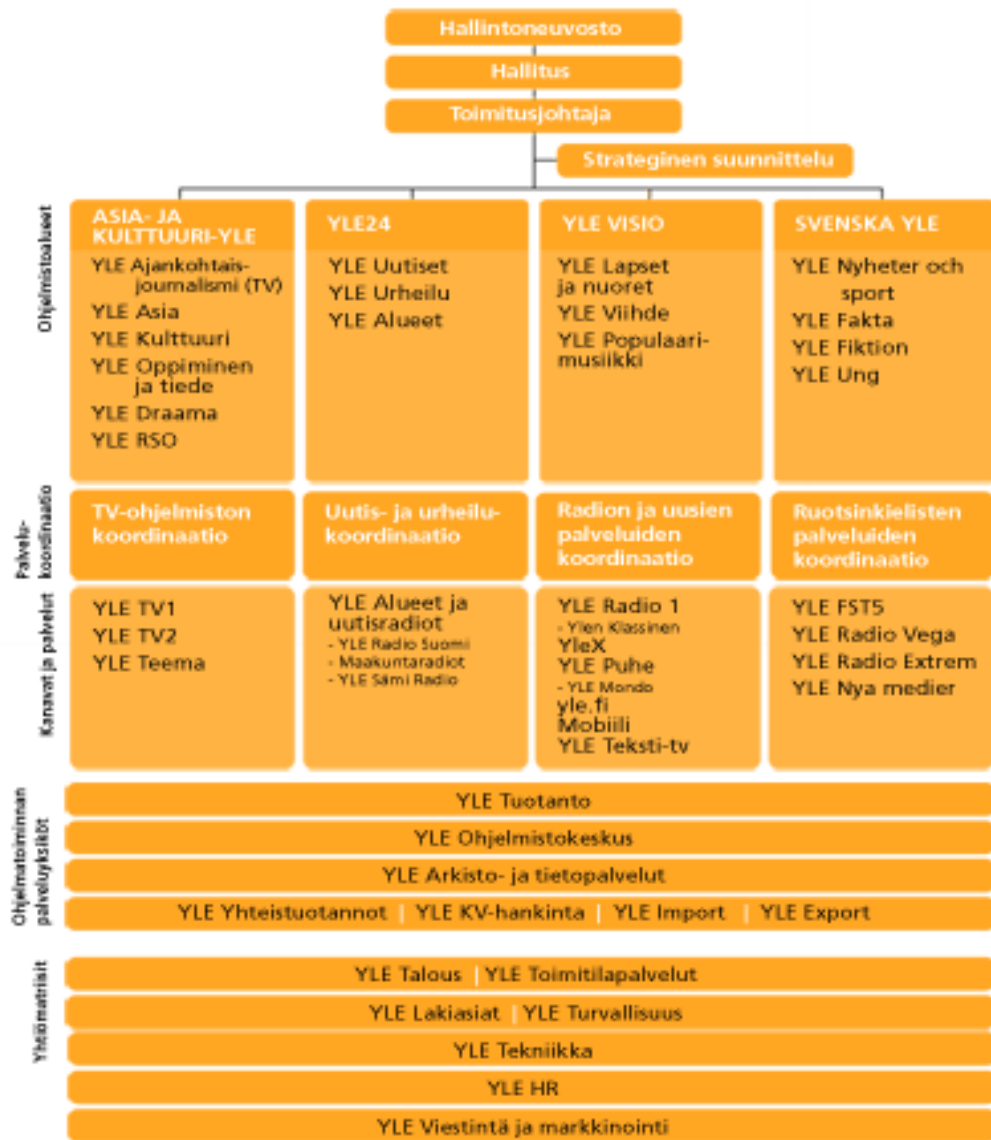 Hallintoneuvosto
Hallitus
Toimitusjohtaja
Strateginen suunnittelu
Ohjelmistoalueet
ASIA- JA
KULTTUURI-YLE
YLE Ajankohtais-
journalismi (TV)
YLE Asia
YLE Kulttuuri
YLE Oppiminen
ja tiede
YLE Draama
YLE RSO
YLE24
YLE Uutiset
YLE Urheilu
YLE Alueet
YLE VISIO
YLE Lapset
ja nuoret
YLE Viihde
YLE Populaari-
musiikki
SVENSKA YLE
YLE Nyheter och
sport
YLE Fakta
YLE Fiktion
YLE Ung
Palvelu-
koordinaatio
TV-ohjelmiston
koordinaatio
Uutis- ja urheilu-
koordinaatio
Radion ja uusien
palveluiden
koordinaatio
Ruotsinkielisten
palveluiden
koordinaatio
Kanavat ja palvelut
YLE TV1
YLE TV2
YLE Teema
YLE Alueet ja
uutisradiot
- YLE Radio Suomi
- Maakuntaradiot
- YLE Sámi Radio
YLE Radio 1
- Ylen Klassinen
YleX
YLE Puhe
- YLE Mondo
yle.fi
Mobiili
YLE Teksti-tv
YLE FST5
YLE Radio Vega
YLE Radio Extrem
YLE Nya medier
Ohjelmatoiminnan
palveluyksiköt
YLE Tuotanto
YLE Ohjelmistokeskus
YLE Arkisto- ja tietopalvelut
YLE Yhteistuotannot | YLE KV-hankinta | YLE Import | YLE Export
Yhtiömatriisit
YLE Talous | YLE Toimitilapalvelut
YLE Lakiasiat | YLE Turvallisuus
YLE Tekniikka
YLE HR
YLE Viestintä ja markkinointi